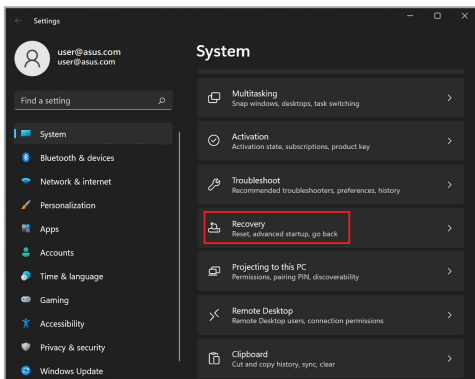 Settings
user@asus.com
user@asus.com
Find a setting
System
Bluetooth & devices
Network & internet
Personalization
Apps
Accounts
Time & language
Gaming
Accessibility
Privacy & security
Windows Update
System
Multitasking
Snap windows, desktops, task switching
Activation
Activation state, subscriptions, product key
Troubleshoot
Recommended troubleshooters, preferences, history
Recovery
Reset, advanced startup, go back
Projecting to this PC
Permissions, pairing PIN, discoverability
Remote Desktop
Remote Desktop users, connection permissions
Clipboard
Cut and copy history, sync, clear